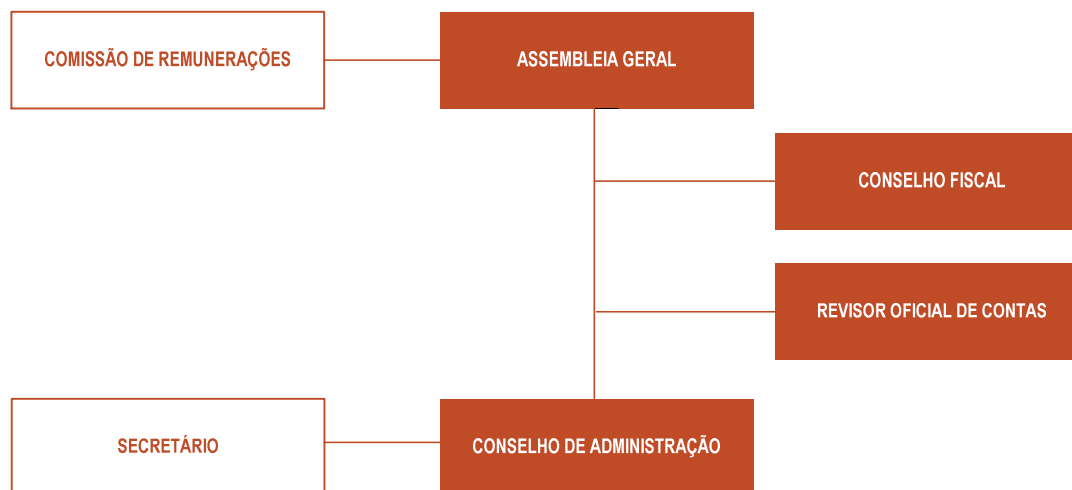 COMISSÃO DE REMUNERAÇÕES
ASSEMBLEIA GERAL
CONSELHO FISCAL
REVISOR OFICIAL DE CONTAS
SECRETÁRIO
CONSELHO DE ADMINISTRAÇÃO